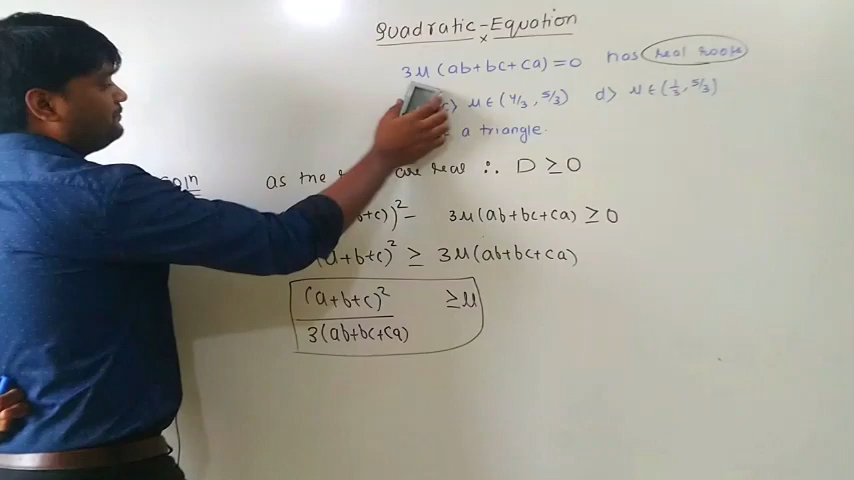 Quadratic-Equation
x
3μ(ab+bc+ca)=0 has real roots
c) μ∈(4/3, 5/3) d) μ∈(1/3, 5/3)
a triangle.
Soln as the are real ∴ D≥0
+c))²- 3μ(ab+bc+ca)≥0
(a+b+c)² ≥ 3μ(ab+bc+ca)
(a+b+c)² ≥μ
3(ab+bc+ca)